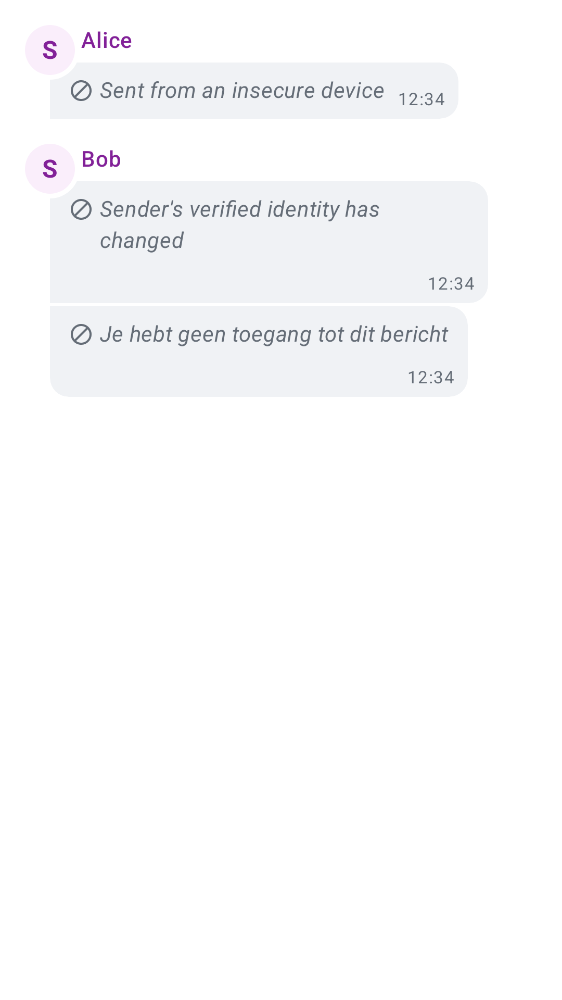 S
Alice
Sent from an insecure device
12:34
S
Bob
Sender's verified identity has
changed
12:34
Je hebt geen toegang tot dit bericht
12:34